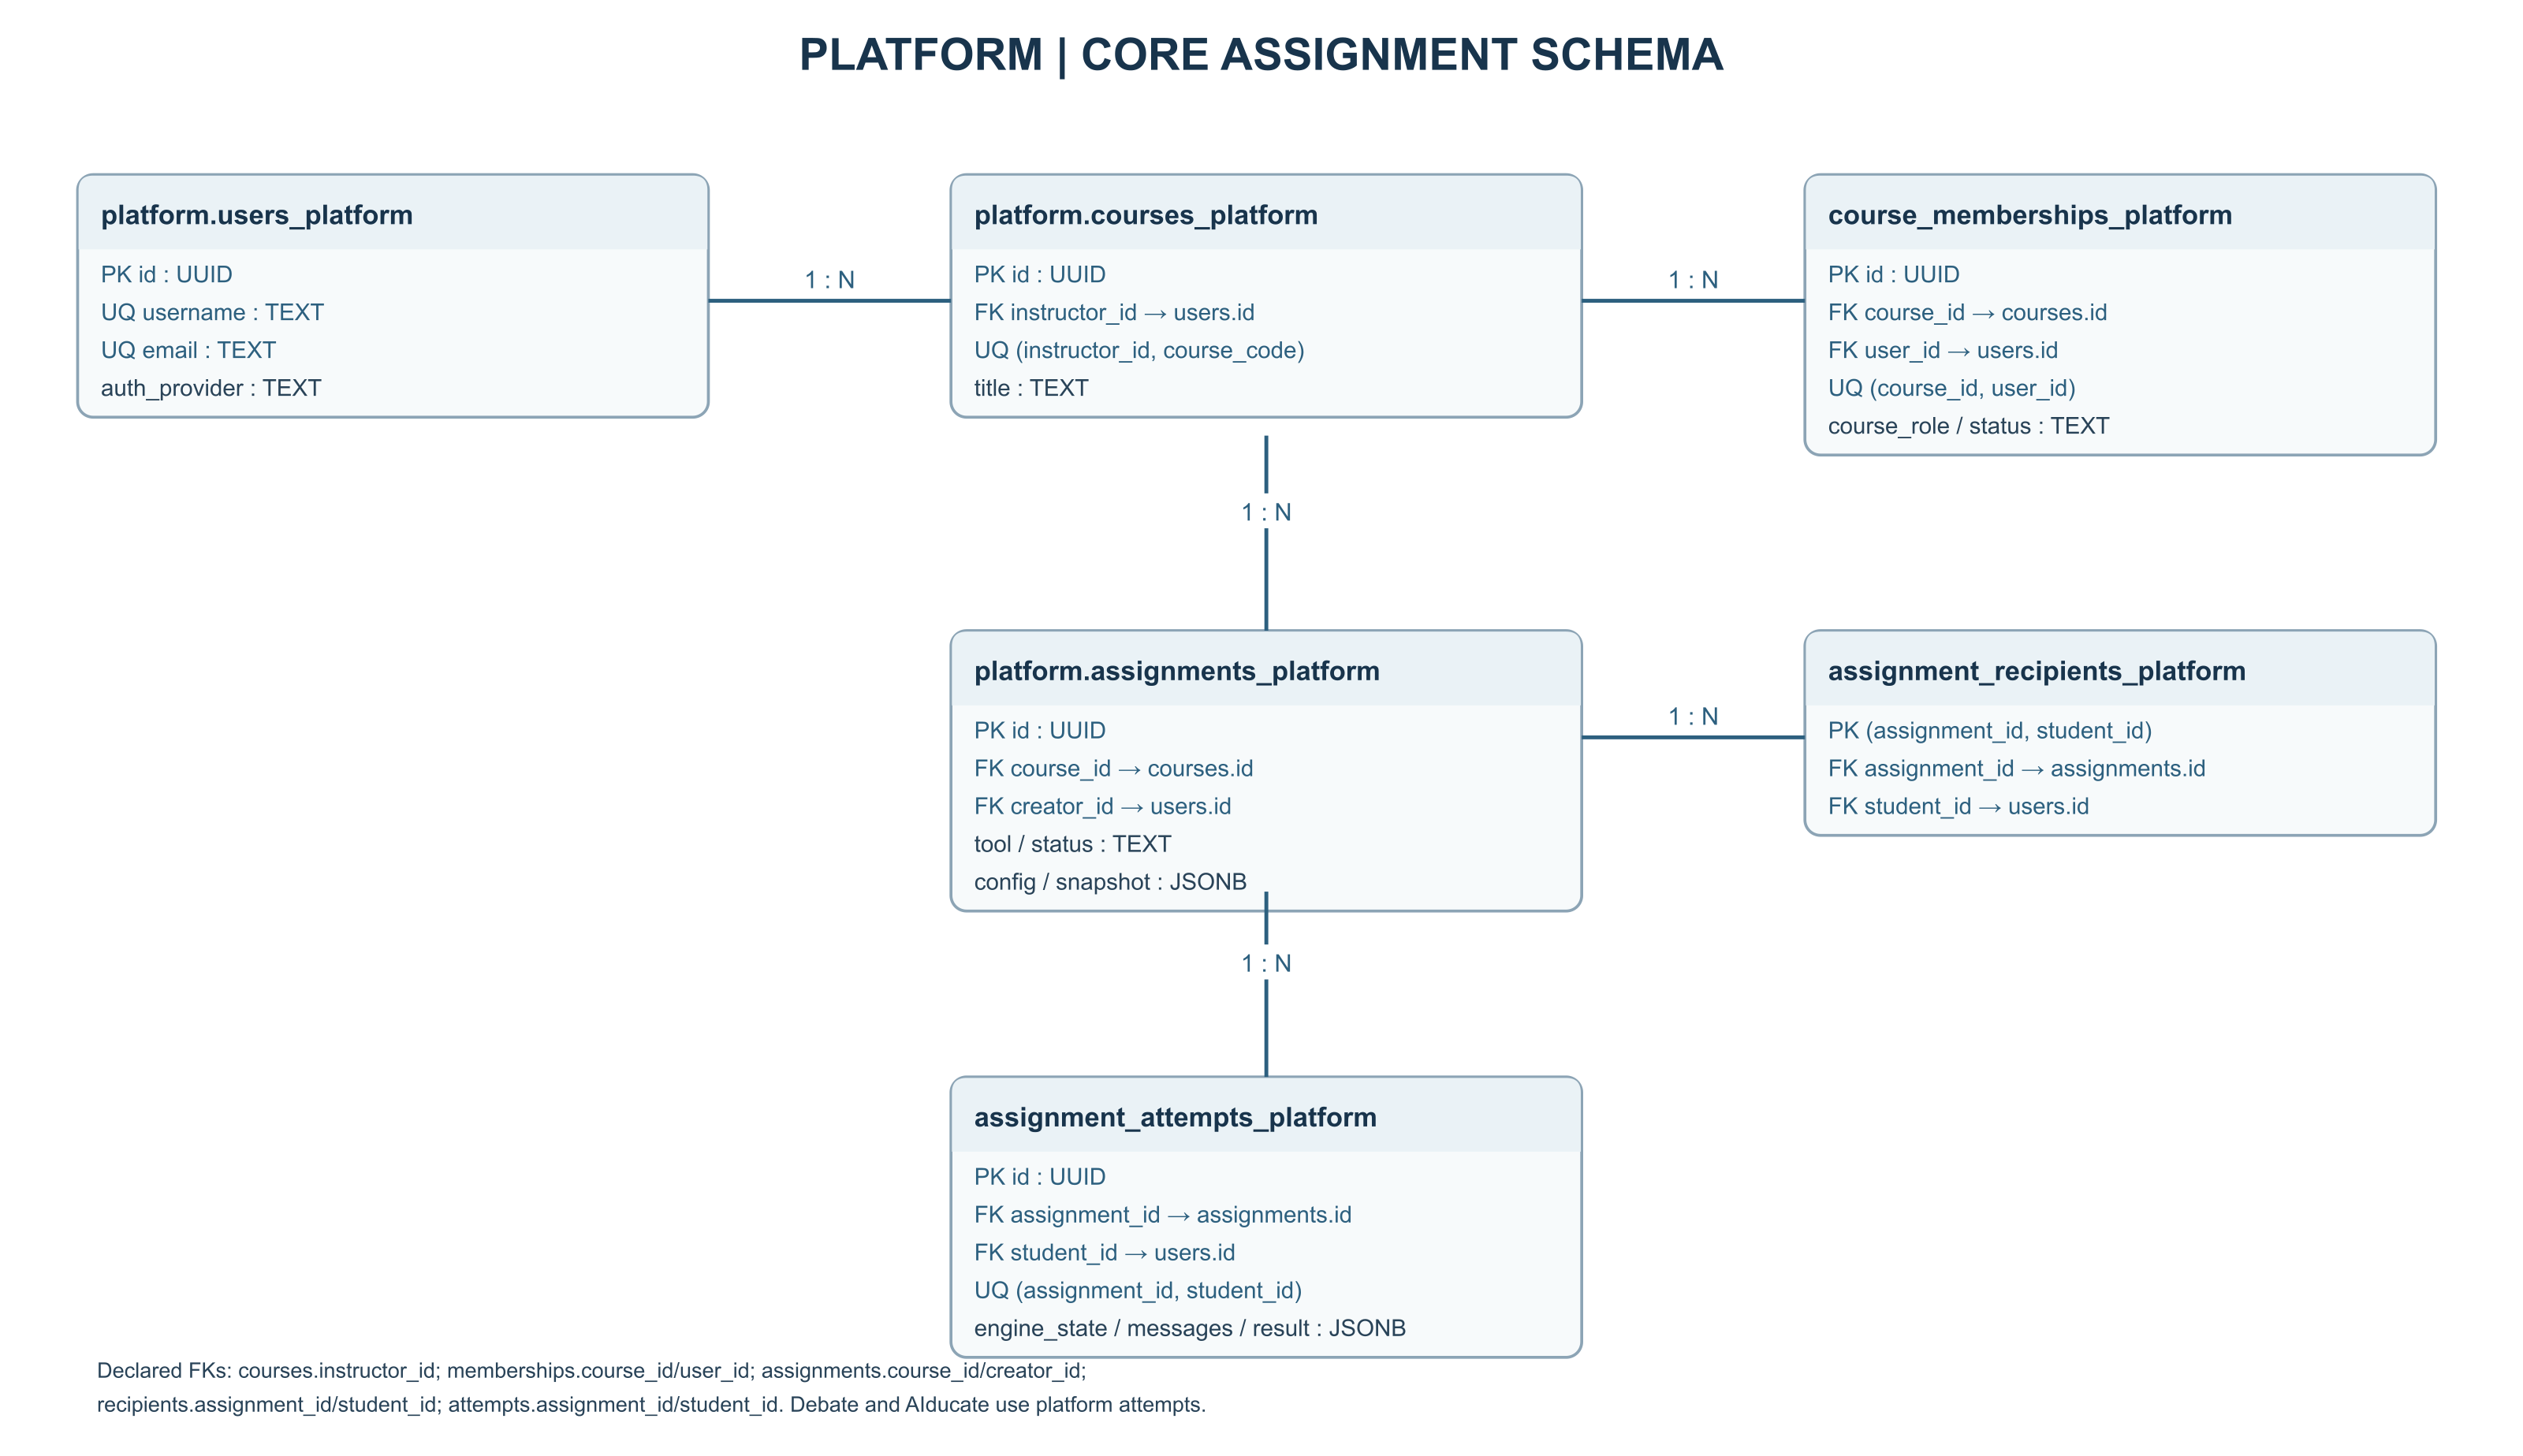 PLATFORM | CORE ASSIGNMENT SCHEMA
platform.users_platform
PK id : UUID
UQ username : TEXT
UQ email : TEXT
auth_provider : TEXT
1 : N
platform.courses_platform
PK id : UUID
FK instructor_id → users.id
UQ (instructor_id, course_code)
title : TEXT
1 : N
course_memberships_platform
PK id : UUID
FK course_id → courses.id
FK user_id → users.id
UQ (course_id, user_id)
course_role / status : TEXT
1 : N
platform.assignments_platform
PK id : UUID
FK course_id → courses.id
FK creator_id → users.id
tool / status : TEXT
config / snapshot : JSONB
1 : N
assignment_recipients_platform
PK (assignment_id, student_id)
FK assignment_id → assignments.id
FK student_id → users.id
1 : N
assignment_attempts_platform
PK id : UUID
FK assignment_id → assignments.id
FK student_id → users.id
UQ (assignment_id, student_id)
engine_state / messages / result : JSONB
Declared FKs: courses.instructor_id; memberships.course_id/user_id; assignments.course_id/creator_id;
recipients.assignment_id/student_id; attempts.assignment_id/student_id. Debate and AIducate use platform attempts.